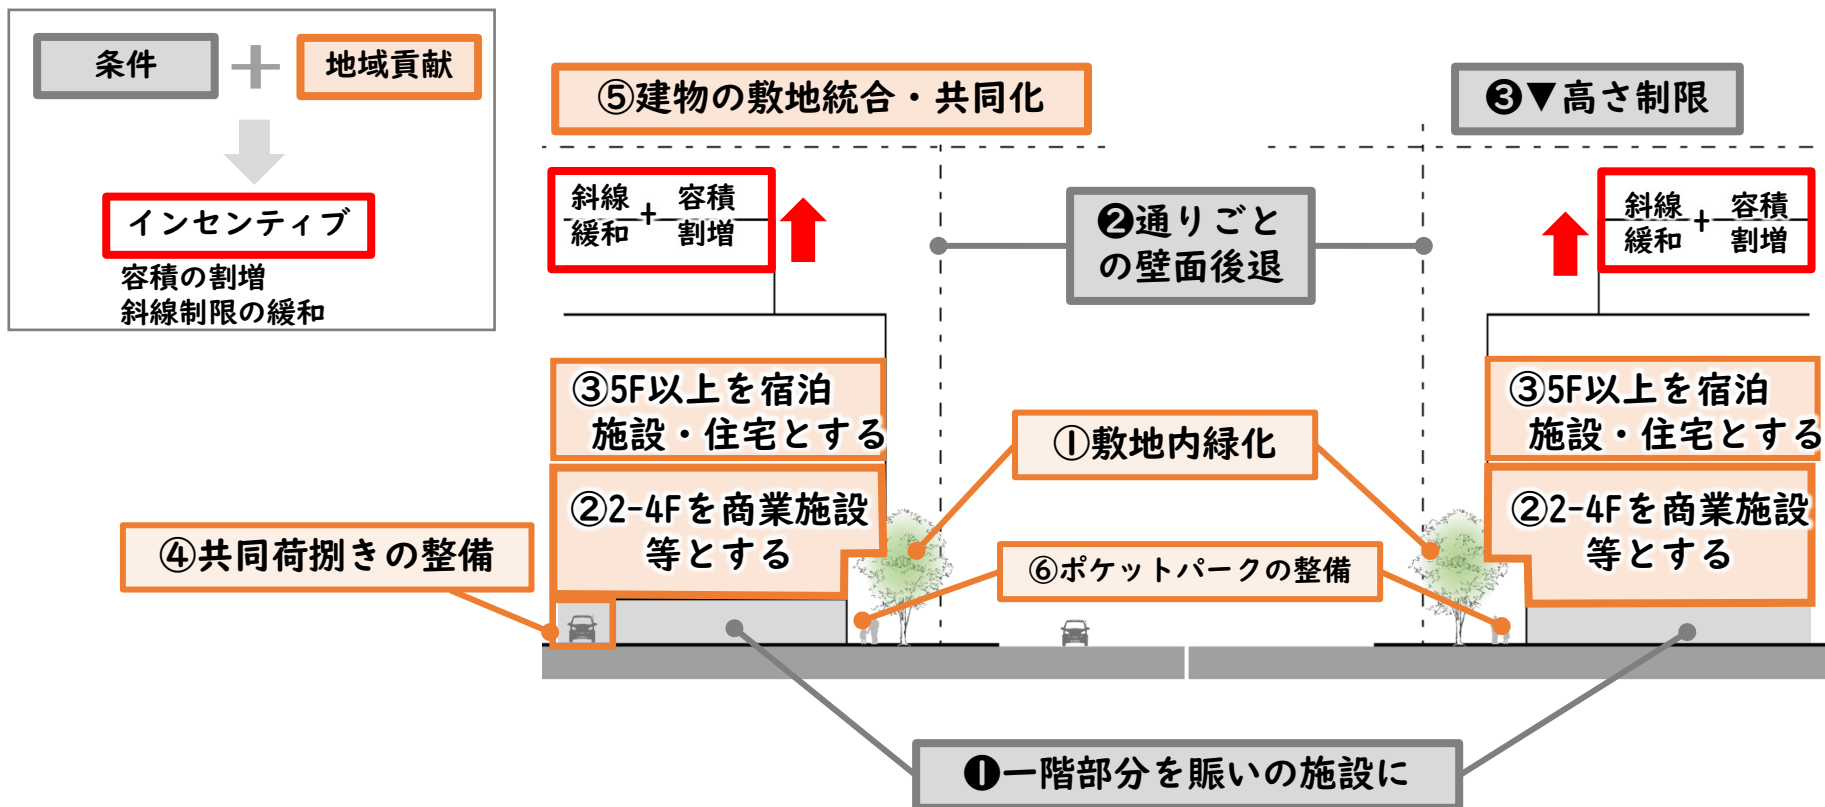 条件
＋
地域貢献
インセンティブ
容積の割増
斜線制限の緩和
⑤建物の敷地統合・共同化
❸▼高さ制限
斜線
緩和
+
容積
割増
❷通りごと
の壁面後退
斜線
緩和
+
容積
割増
③5F以上を宿泊
施設・住宅とする
③5F以上を宿泊
施設・住宅とする
①敷地内緑化
②2-4Fを商業施設
等とする
②2-4Fを商業施設
等とする
④共同荷捌きの整備
⑥ポケットパークの整備
❶一階部分を賑いの施設に